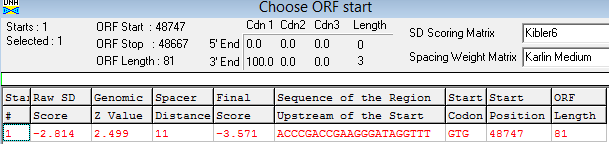 DNA
Choose ORF start
Starts : 1
Selected : 1
ORF Start : 48747
ORF Stop : 48667
ORF Length : 81
Cdn 1 Cdn2 Cdn3 Length
5' End 0.0 0.0 0.0 0
3' End 100.0 0.0 0.0 3
SD Scoring Matrix Kibler6
Spacing Weight Matrix Karlin Medium
Star Raw SD Genomic Spacer Final Sequence of the Region Start Start ORF
# Score Z Value Distance Score Upstream of the Start Codon Position Length
1 -2.814 2.499 11 -3.571 ACCCGACCGAAGGGATAGGTTT GTG 48747 81